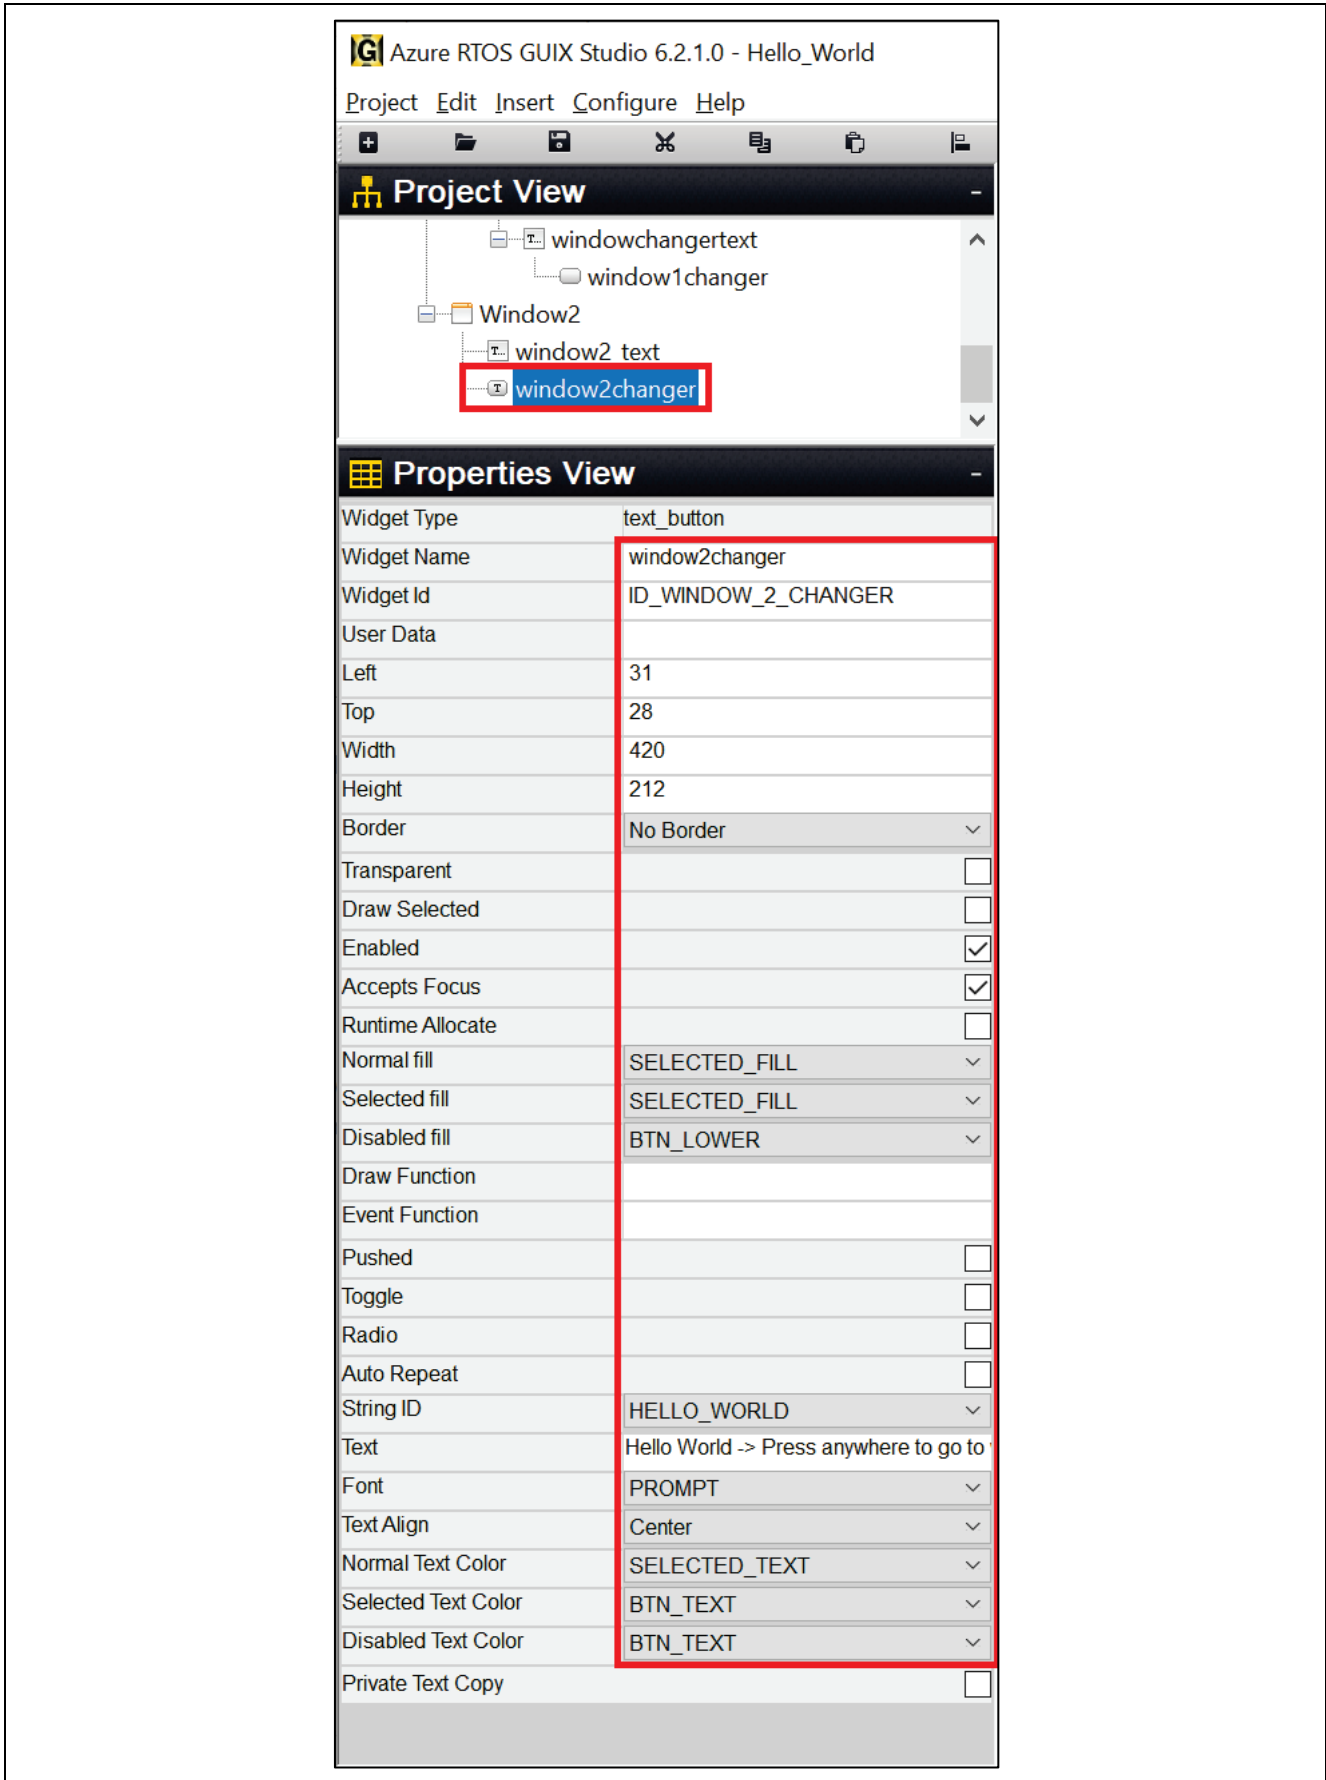 Azure RTOS GUIX Studio 6.2.1.0 - Hello_World
Project Edit Insert Configure Help
Project View
windowchangertext
window1changer
Window2
window2_text
window2changer
Properties View
Widget Type text_button
Widget Name window2changer
Widget Id ID_WINDOW_2_CHANGER
User Data
Left 31
Top 28
Width 420
Height 212
Border No Border
Transparent
Draw Selected
Enabled
Accepts Focus
Runtime Allocate
Normal fill SELECTED_FILL
Selected fill SELECTED_FILL
Disabled fill BTN_LOWER
Draw Function
Event Function
Pushed
Toggle
Radio
Auto Repeat
String ID HELLO_WORLD
Text Hello World -> Press anywhere to go to
Font PROMPT
Text Align Center
Normal Text Color SELECTED_TEXT
Selected Text Color BTN_TEXT
Disabled Text Color BTN_TEXT
Private Text Copy